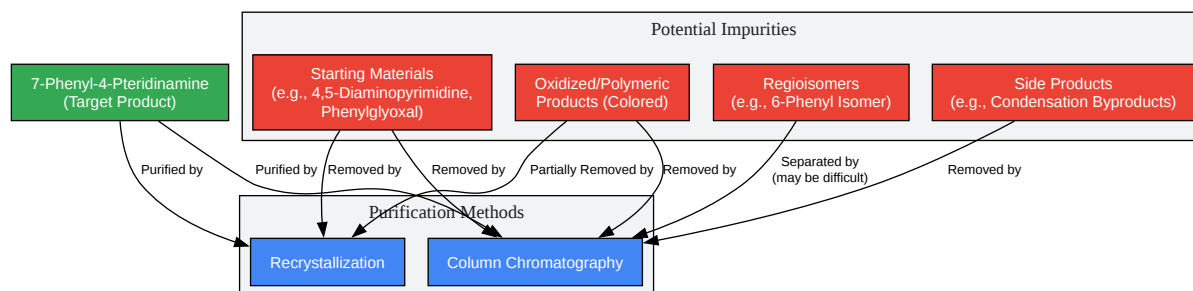 Potential Impurities
7-Phenyl-4-Pteridinamine
(Target Product)
Starting Materials
(e.g., 4,5-Diaminopyrimidine,
Phenylglyoxal)
Oxidized/Polymeric
Products (Colored)
Regioisomers
(e.g., 6-Phenyl Isomer)
Side Products
(e.g., Condensation Byproducts)
Purified by
Purified by
Removed by
Removed by
Partially Removed by
Removed by
Separated by
(may be difficult)
Removed by
Purification Methods
Recrystallization
Column Chromatography